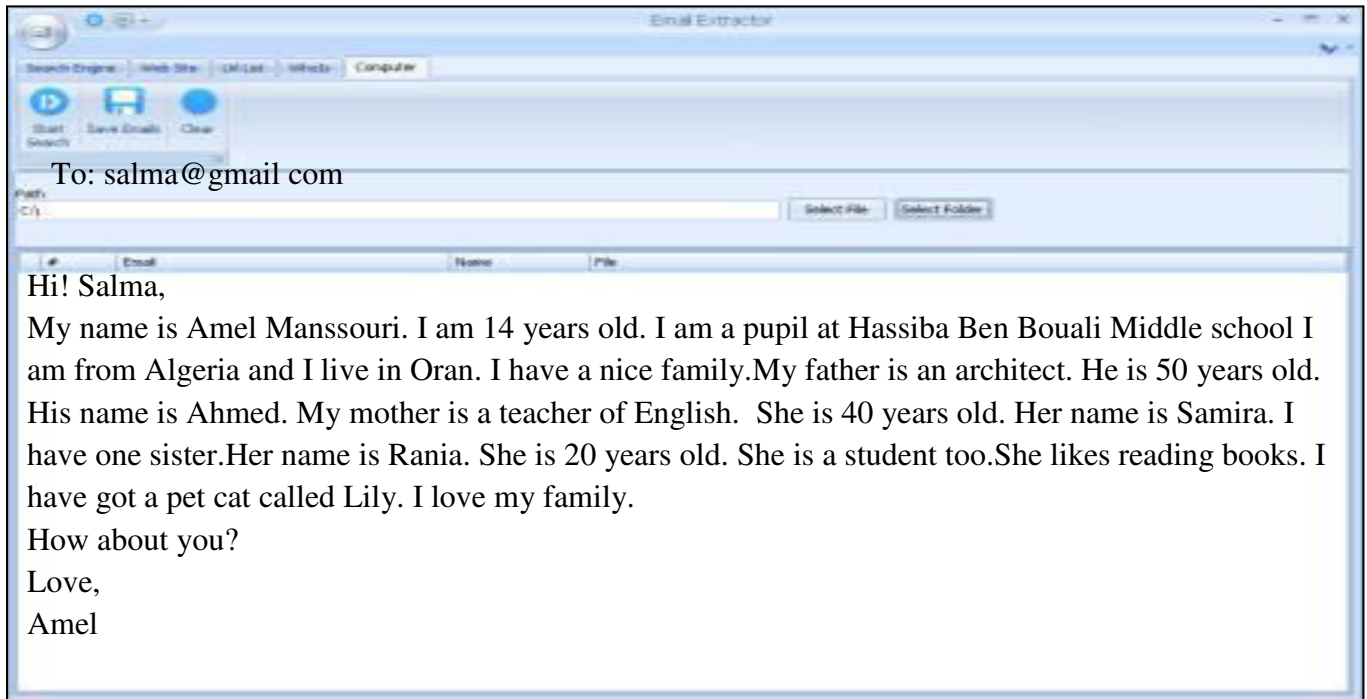 Email Extractor
Search Engine Web Site Url List WhoIs Computer
Start Search Save Emails Clear
To: salma@gmail com
Path
C:\
Select File Select Folder
# Email Name File
Hi! Salma,
My name is Amel Manssouri. I am 14 years old. I am a pupil at Hassiba Ben Bouali Middle school I
am from Algeria and I live in Oran. I have a nice family.My father is an architect. He is 50 years old.
His name is Ahmed. My mother is a teacher of English.  She is 40 years old. Her name is Samira. I
have one sister.Her name is Rania. She is 20 years old. She is a student too.She likes reading books. I
have got a pet cat called Lily. I love my family.
How about you?
Love,
Amel